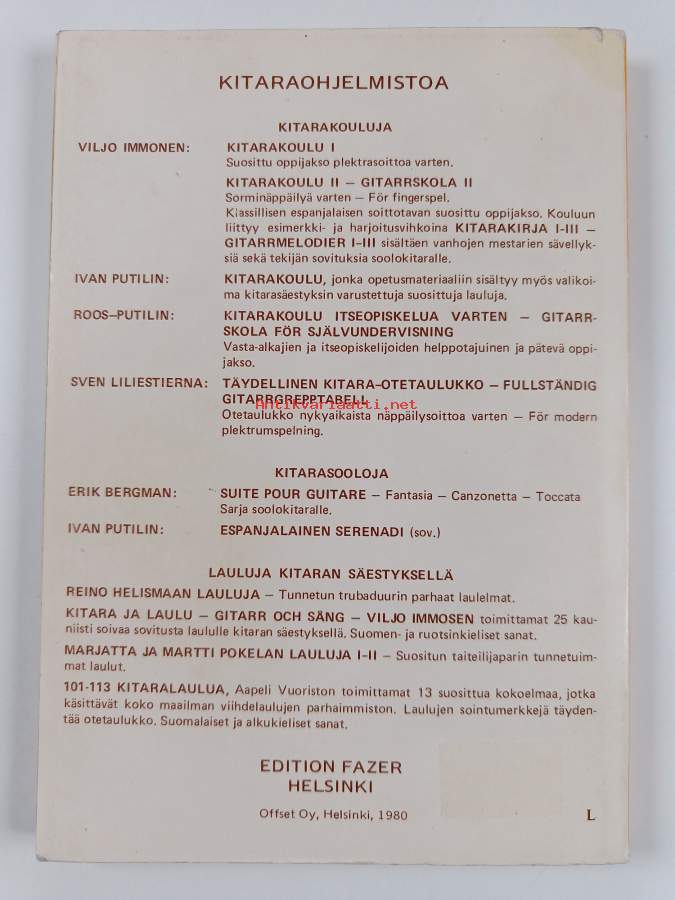 KITARAOHJELMISTOA
KITARAKOULUJA
VILJO IMMONEN: KITARAKOULU I
Suosittu oppijakso plektrasoittoa varten.
KITARAKOULU II – GITARRSKOLA II
Sorminäppäilyä varten – För fingerspel.
Klassillisen espanjalaisen soittotavan suosittu oppijakso. Kouluun
liittyy esimerkki- ja harjoitusvihkoina KITARAKIRJA I-III –
GITARRMELODIER I–III sisältäen vanhojen mestarien sävellyk-
siä sekä tekijän sovituksia soolokitaralle.
IVAN PUTILIN: KITARAKOULU, jonka opetusmateriaaliin sisältyy myös valikoi-
ma kitarasäestyksin varustettuja suosittuja lauluja.
ROOS–PUTILIN: KITARAKOULU ITSEOPISKELUA VARTEN – GITARR-
SKOLA FÖR SJÄLVUNDERVISNING
Vasta-alkajien ja itseopiskelijoiden helppotajuinen ja pätevä oppi-
jakso.
SVEN LILIESTIERNA: TÄYDELLINEN KITARA–OTETAULUKKO – FULLSTÄNDIG
GITARRGREPPTABELL
Antikvariaatti.net
Otetaulukko nykyaikaista näppäilysoittoa varten – För modern
plektrumspelning.
KITARASOOLOJA
ERIK BERGMAN: SUITE POUR GUITARE – Fantasia – Canzonetta – Toccata
Sarja soolokitaralle.
IVAN PUTILIN: ESPANJALAINEN SERENADI (sov.)
LAULUJA KITARAN SÄESTYKSELLÄ
REINO HELISMAAN LAULUJA – Tunnetun trubaduurin parhaat laulelmat.
KITARA JA LAULU – GITARR OCH SÅNG – VILJO IMMOSEN toimittamat 25 kau-
niisti soivaa sovitusta laululle kitaran säestyksellä. Suomen- ja ruotsinkieliset sanat.
MARJATTA JA MARTTI POKELAN LAULUJA I–II – Suositun taiteilijaparin tunnetuim-
mat laulut.
101-113 KITARALAULUA, Aapeli Vuoriston toimittamat 13 suosittua kokoelmaa, jotka
käsittävät koko maailman viihdelaulujen parhaimmiston. Laulujen sointumerkkejä täyden-
tää otetaulukko. Suomalaiset ja alkukieliset sanat.
EDITION FAZER
HELSINKI
Offset Oy, Helsinki, 1980
L